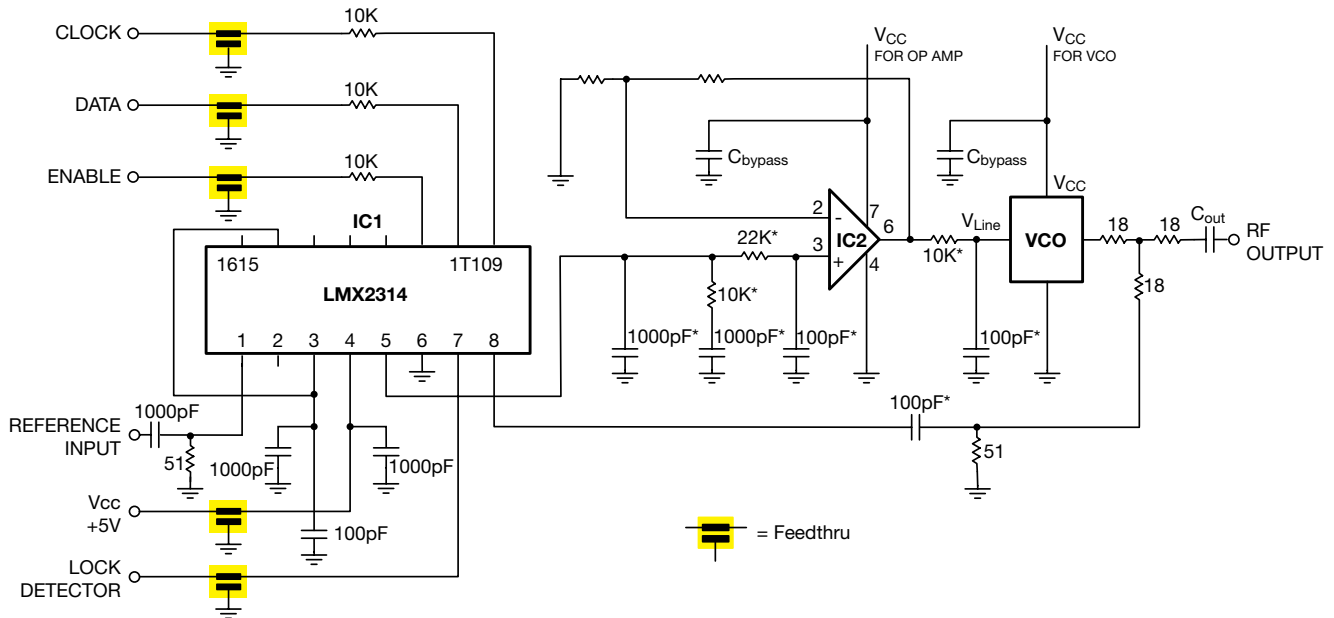 CLOCK
10K
DATA
10K
ENABLE
10K
IC1
1615
1T109
LMX2314
1 2 3 4 5 6 7 8
REFERENCE
INPUT
1000pF
51
1000pF
1000pF
100pF
Vcc
+5V
LOCK
DETECTOR
VCC
FOR OP AMP
Cbypass
2
-
7
IC2
6
3
+
4
22K*
10K*
1000pF*
1000pF*
100pF*
VLine
10K*
100pF*
VCC
FOR VCO
Cbypass
VCC
VCO
18
18
18
Cout
RF
OUTPUT
100pF*
51
= Feedthru